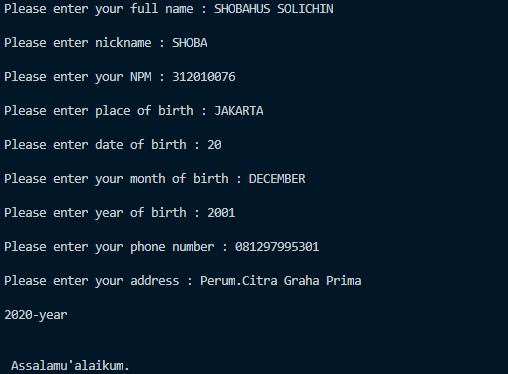 Please enter your full name : SHOBAHUS SOLICHIN
Please enter nickname : SHOBA
Please enter your NPM : 312010076
Please enter place of birth : JAKARTA
Please enter date of birth : 20
Please enter your month of birth : DECEMBER
Please enter year of birth : 2001
Please enter your phone number : 081297995301
Please enter your address : Perum.Citra Graha Prima
2020-year
Assalamu'alaikum.